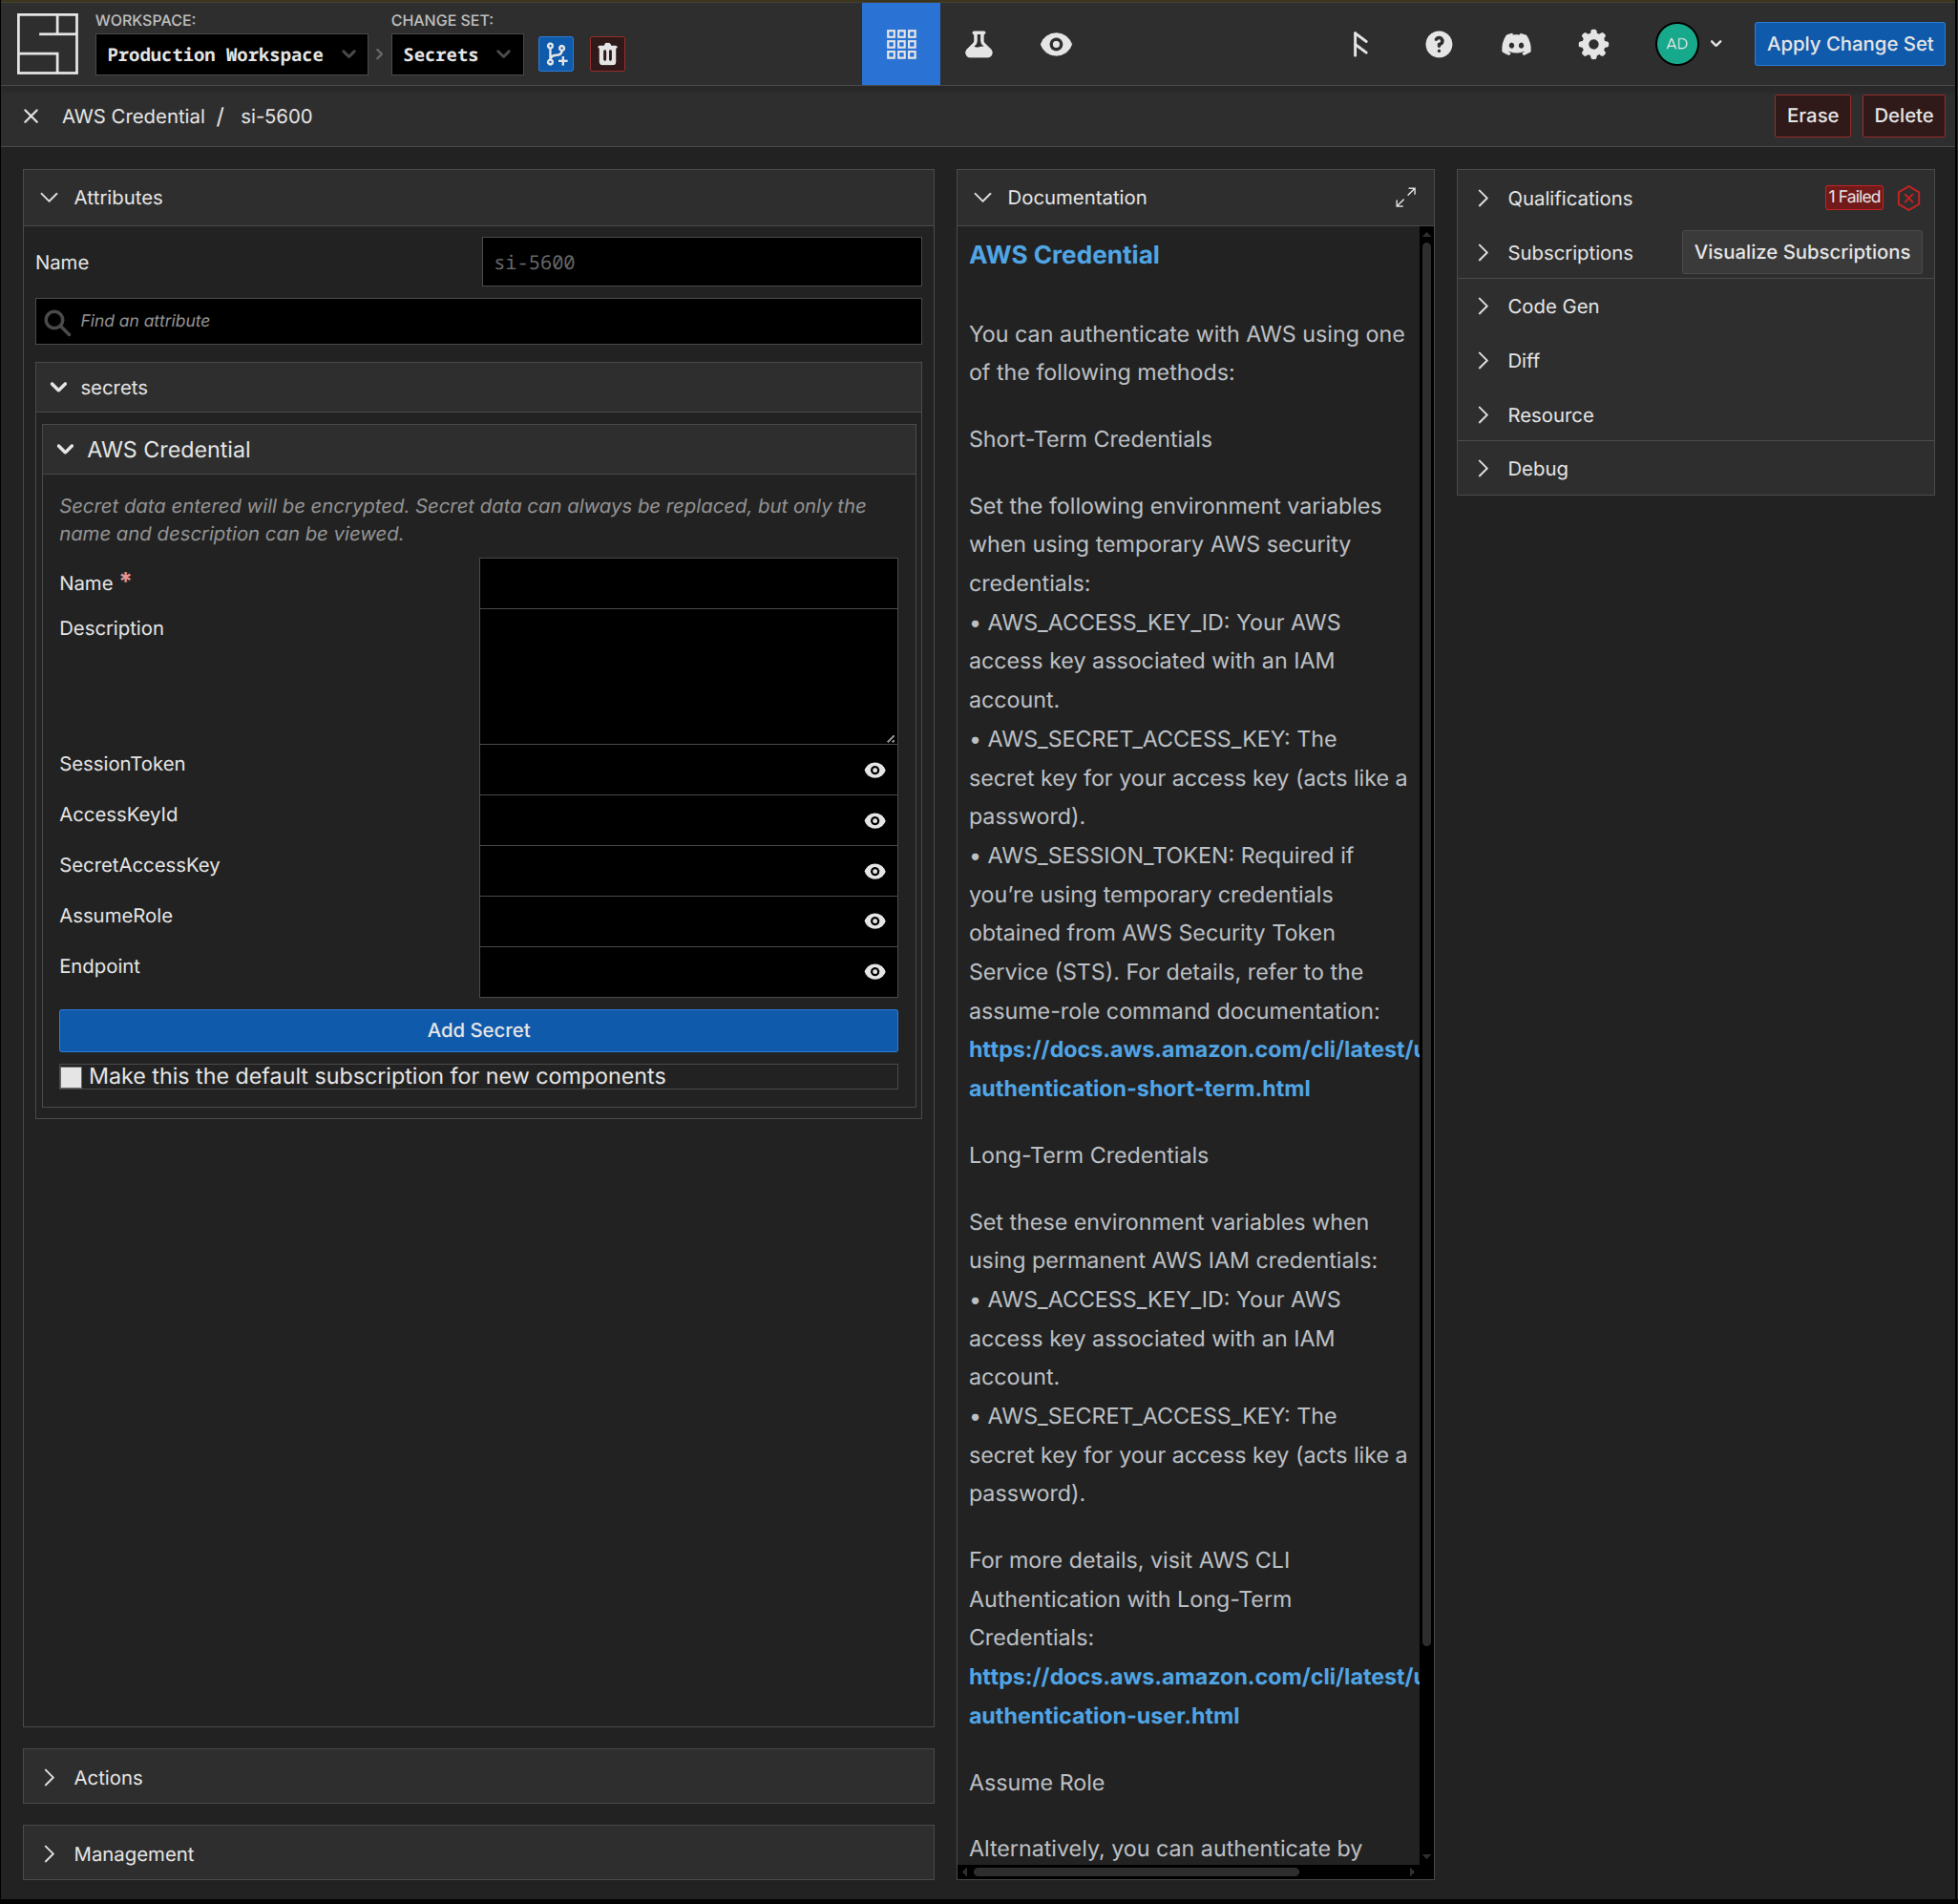 WORKSPACE:
Production Workspace
CHANGE SET:
Secrets
AD
Apply Change Set
AWS Credential / si-5600
Erase
Delete
Attributes
Name
si-5600
Find an attribute
secrets
AWS Credential
Secret data entered will be encrypted. Secret data can always be replaced, but only the
name and description can be viewed.
Name *
Description
SessionToken
AccessKeyId
SecretAccessKey
AssumeRole
Endpoint
Add Secret
Make this the default subscription for new components
Actions
Management
Documentation
AWS Credential
You can authenticate with AWS using one
of the following methods:
Short-Term Credentials
Set the following environment variables
when using temporary AWS security
credentials:
• AWS_ACCESS_KEY_ID: Your AWS
access key associated with an IAM
account.
• AWS_SECRET_ACCESS_KEY: The
secret key for your access key (acts like a
password).
• AWS_SESSION_TOKEN: Required if
you’re using temporary credentials
obtained from AWS Security Token
Service (STS). For details, refer to the
assume-role command documentation:
https://docs.aws.amazon.com/cli/latest/u
authentication-short-term.html
Long-Term Credentials
Set these environment variables when
using permanent AWS IAM credentials:
• AWS_ACCESS_KEY_ID: Your AWS
access key associated with an IAM
account.
• AWS_SECRET_ACCESS_KEY: The
secret key for your access key (acts like a
password).
For more details, visit AWS CLI
Authentication with Long-Term
Credentials:
https://docs.aws.amazon.com/cli/latest/u
authentication-user.html
Assume Role
Alternatively, you can authenticate by
Qualifications
1 Failed
Subscriptions
Visualize Subscriptions
Code Gen
Diff
Resource
Debug